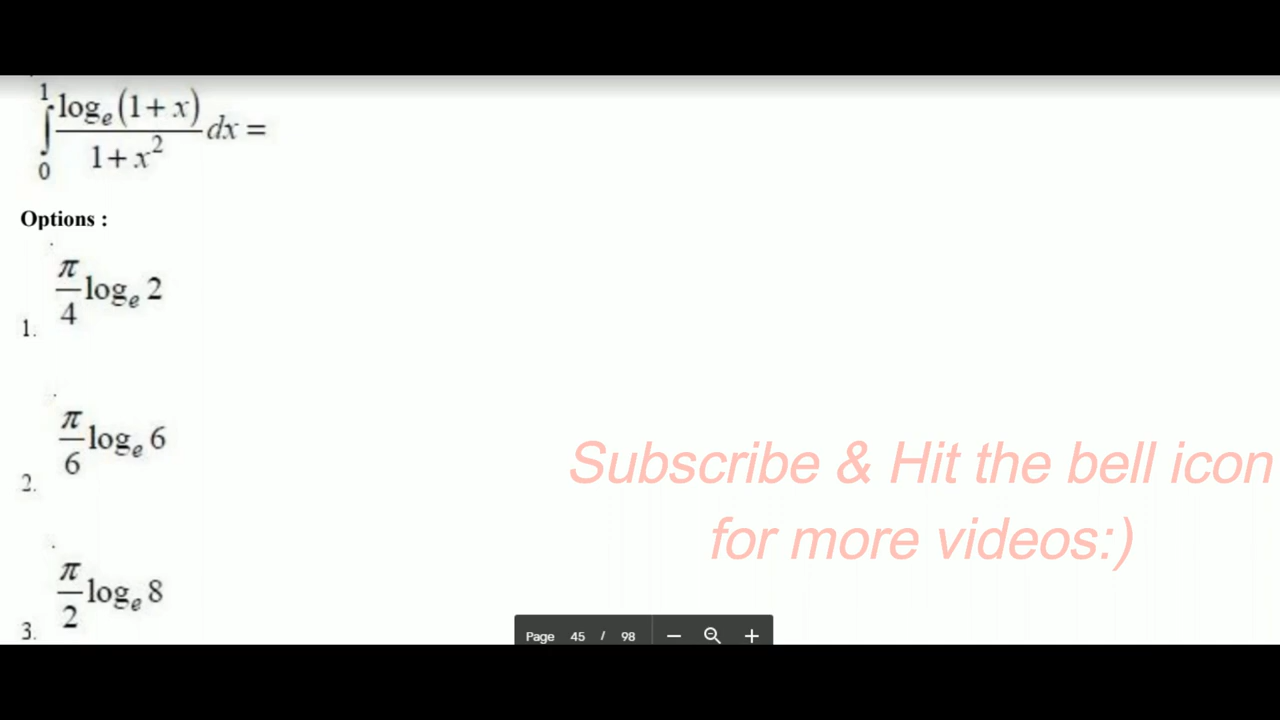 ∫₀¹ logₑ(1+x) / (1+x²) dx =
Options :
1. π/4 logₑ 2
2. π/6 logₑ 6
3. π/2 logₑ 8
Subscribe & Hit the bell icon
for more videos:)
Page 45 / 98